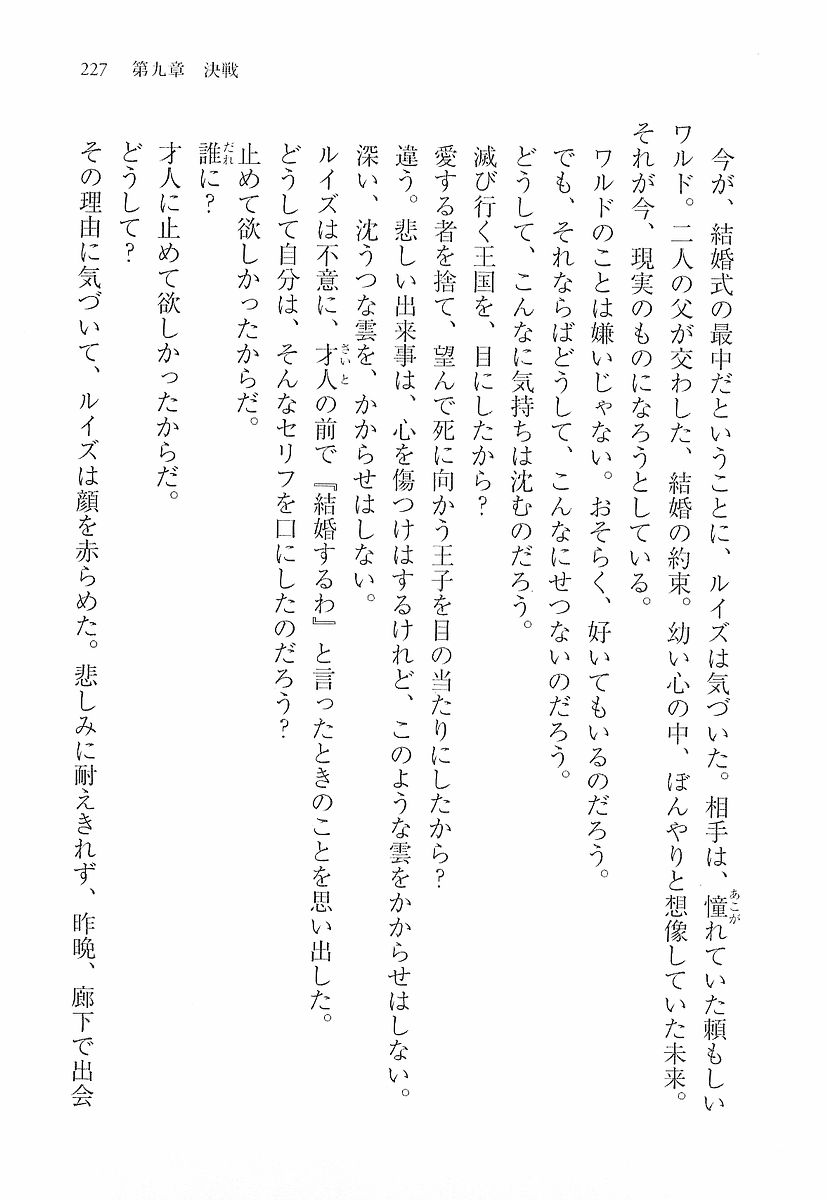 227　第九章　決戦
　今が、結婚式の最中だということに、ルイズは気づいた。相手は、憧れていた頼もしい
ワルド。二人の父が交わした、結婚の約束。幼い心の中、ぼんやりと想像していた未来。
それが今、現実のものになろうとしている。
　ワルドのことは嫌いじゃない。おそらく、好いてもいるのだろう。
　でも、それならばどうして、こんなにせつないのだろう。
　どうして、こんなに気持ちは沈むのだろう。
　滅び行く王国を、目にしたから？
　愛する者を捨て、望んで死に向かう王子を目の当たりにしたから？
　違う。悲しい出来事は、心を傷つけはするけれど、このような雲をかからせはしない。
　深い、沈うつな雲を、かからせはしない。
　ルイズは不意に、才人の前で『結婚するわ』と言ったときのことを思い出した。
　どうして自分は、そんなセリフを口にしたのだろう？
　止めて欲しかったからだ。
　誰に？
　才人に止めて欲しかったからだ。
　どうして？
　その理由に気づいて、ルイズは顔を赤らめた。悲しみに耐えきれず、昨晩、廊下で出会